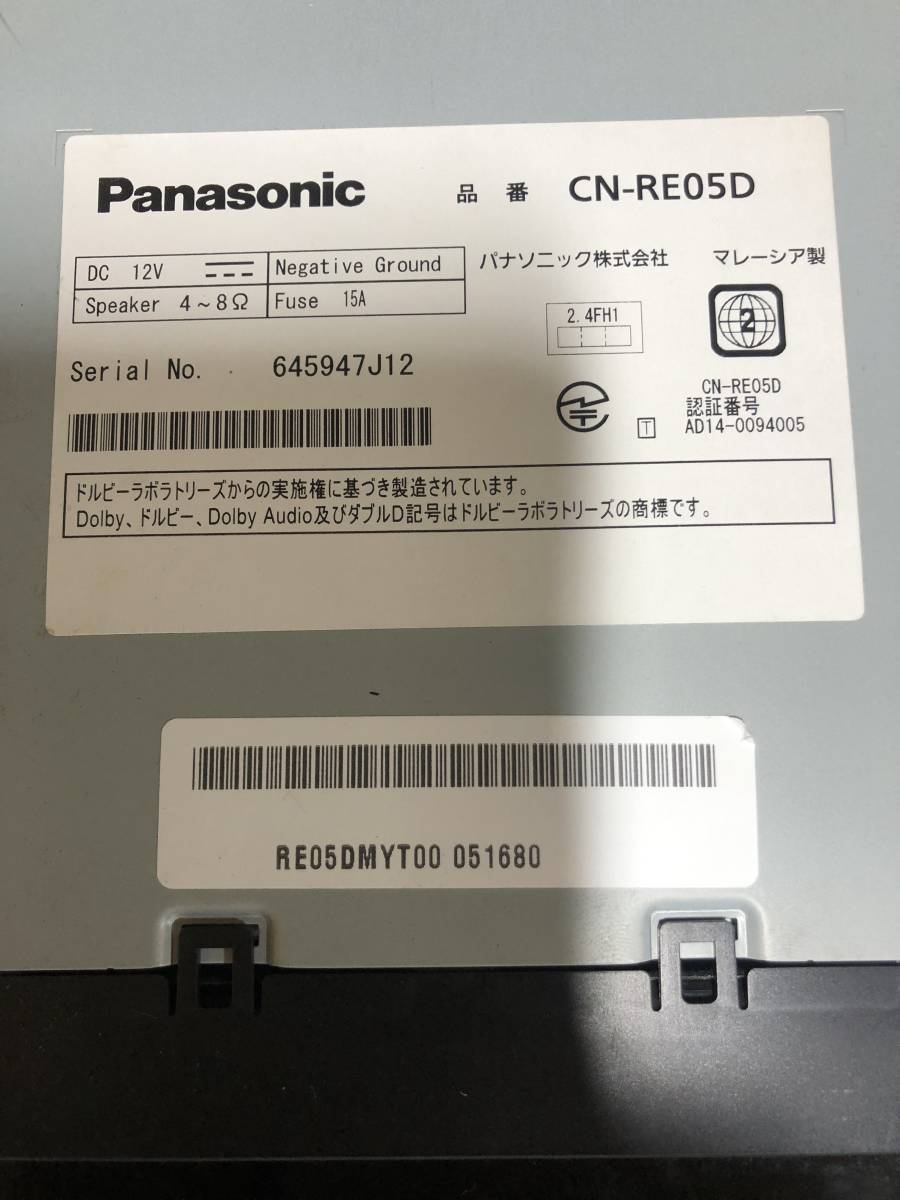 Panasonic 品番 CN-RE05D
DC 12V Negative Ground
Speaker 4～8Ω Fuse 15A
パナソニック株式会社 マレーシア製
2.4FH1
2
Serial No. 645947J12
CN-RE05D
認証番号
T AD14-0094005
ドルビーラボラトリーズからの実施権に基づき製造されています。
Dolby、ドルビー、Dolby Audio及びダブルD記号はドルビーラボラトリーズの商標です。
RE05DMYT00 051680